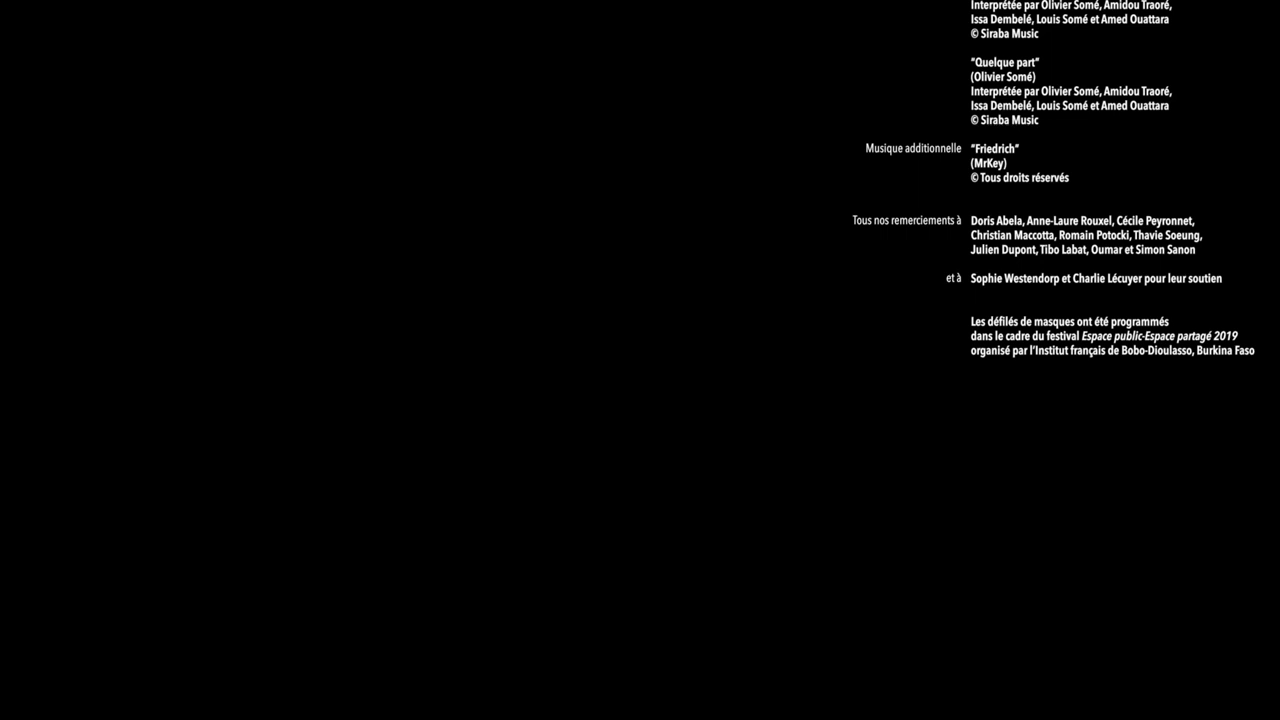 Interprétée par Olivier Somé, Amidou Traoré,
Issa Dembelé, Louis Somé et Amed Ouattara
© Siraba Music
"Quelque part"
(Olivier Somé)
Interprétée par Olivier Somé, Amidou Traoré,
Issa Dembelé, Louis Somé et Amed Ouattara
© Siraba Music
Musique additionnelle "Friedrich"
(MrKey)
© Tous droits réservés
Tous nos remerciements à Doris Abela, Anne-Laure Rouxel, Cécile Peyronnet,
Christian Maccotta, Romain Potocki, Thavie Soeung,
Julien Dupont, Tibo Labat, Oumar et Simon Sanon
et à Sophie Westendorp et Charlie Lécuyer pour leur soutien
Les défilés de masques ont été programmés
dans le cadre du festival Espace public-Espace partagé 2019
organisé par l'Institut français de Bobo-Dioulasso, Burkina Faso